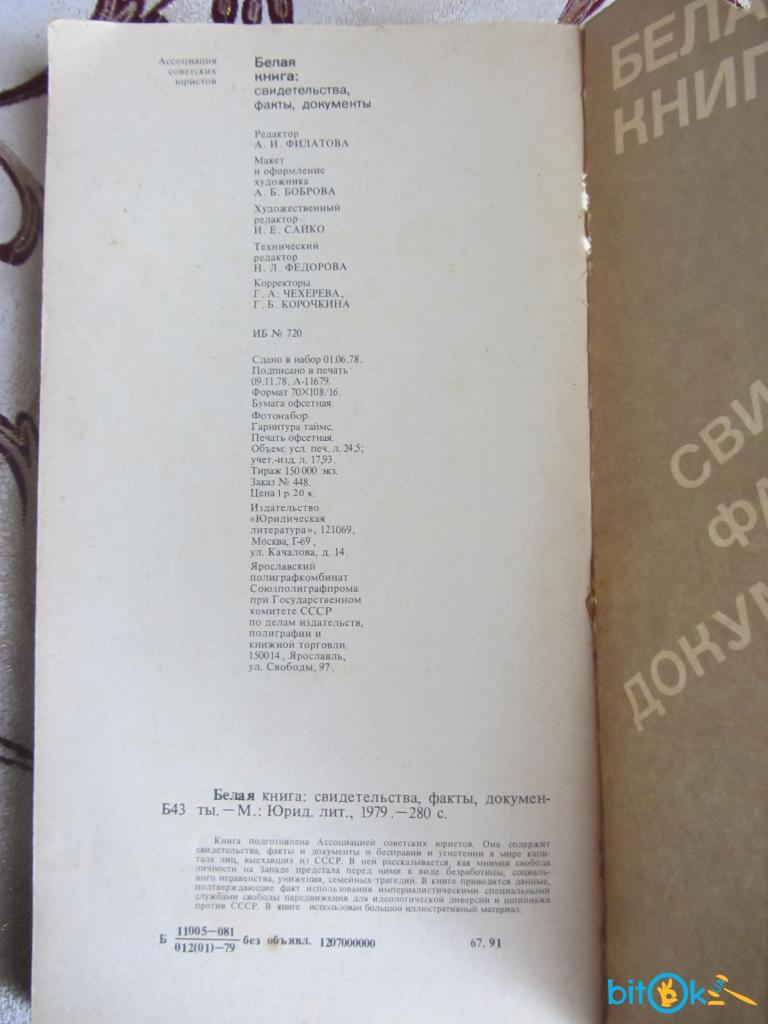 Ассоциация
советских
юристов
Белая
книга:
свидетельства,
факты, документы
Редактор
А. И. ФИЛАТОВА
Макет
и оформление
художника
А. Б. БОБРОВА
Художественный
редактор
И. Е. САЙКО
Технический
редактор
Н. Л. ФЕДОРОВА
Корректоры
Г. А. ЧЕХЕРЕВА,
Г. Б. КОРОЧКИНА
ИБ № 720
Сдано в набор 01.06.78.
Подписано в печать
09.11.78. А-11679.
Формат 70×108/16.
Бумага офсетная.
Фотонабор
Гарнитура таймс.
Печать офсетная.
Объем: усл. печ. л. 24,5;
учет.-изд. л. 17,93.
Тираж 150 000 экз.
Заказ № 448.
Цена 1 р. 20 к.
Издательство
«Юридическая
литература», 121069,
Москва, Г-69,
ул. Качалова, д. 14.
Ярославский
полиграфкомбинат
Союзполиграфпрома
при Государственном
комитете СССР
по делам издательств,
полиграфии и
книжной торговли.
150014, Ярославль,
ул. Свободы, 97.
Белая книга: свидетельства, факты, докумен-
Б43 ты.—М.: Юрид. лит., 1979.—280 с.
Книга подготовлена Ассоциацией советских юристов. Она содержит
свидетельства, факты и документы о бесправии и угнетении в мире капи-
тала лиц, выехавших из СССР. В ней рассказывается, как мнимая свобода
личности на Западе предстала перед ними в виде безработицы, социаль-
ного неравенства, унижения, семейных трагедий. В книге приводятся данные,
подтверждающие факт использования империалистическими специальными
службами свободы передвижения для идеологической диверсии и шпионажа
против СССР. В книге использован большой иллюстративный материал.
Б 11005—081
012(01)—79 без объявл. 1207000000 67.91
БЕЛА
КНИГ
СВИ
ФА
ДОКУМ
bitOk
UA